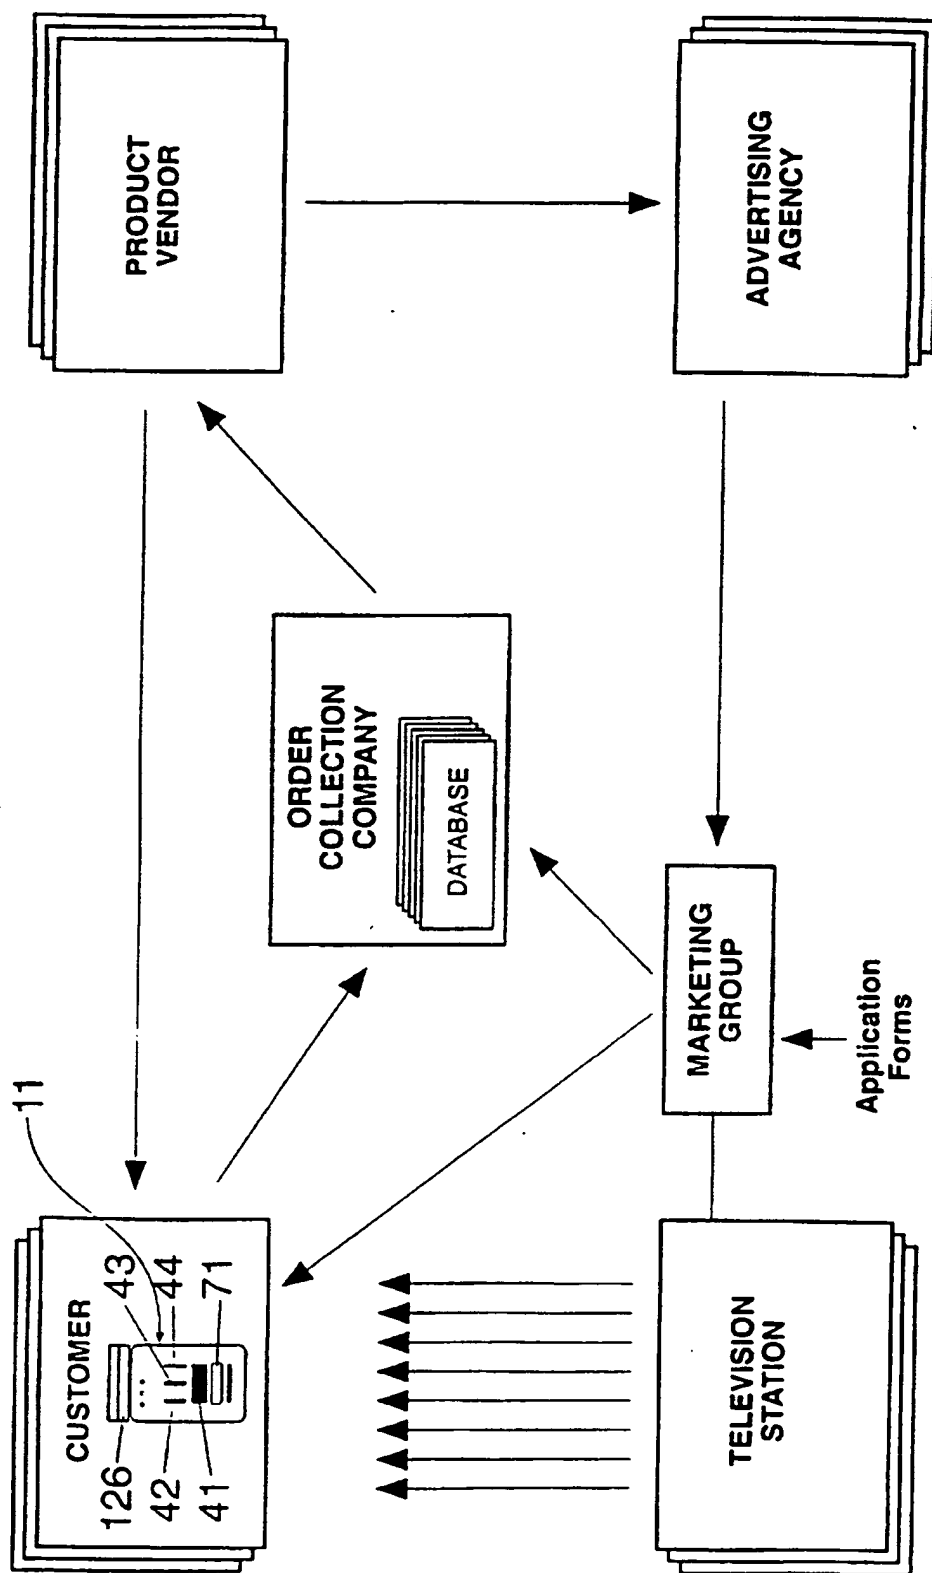 CUSTOMER
126
42
41
43
44
71
11
PRODUCT
VENDOR
ORDER
COLLECTION
COMPANY
DATABASE
TELEVISION
STATION
MARKETING
GROUP
Application
Forms
ADVERTISING
AGENCY